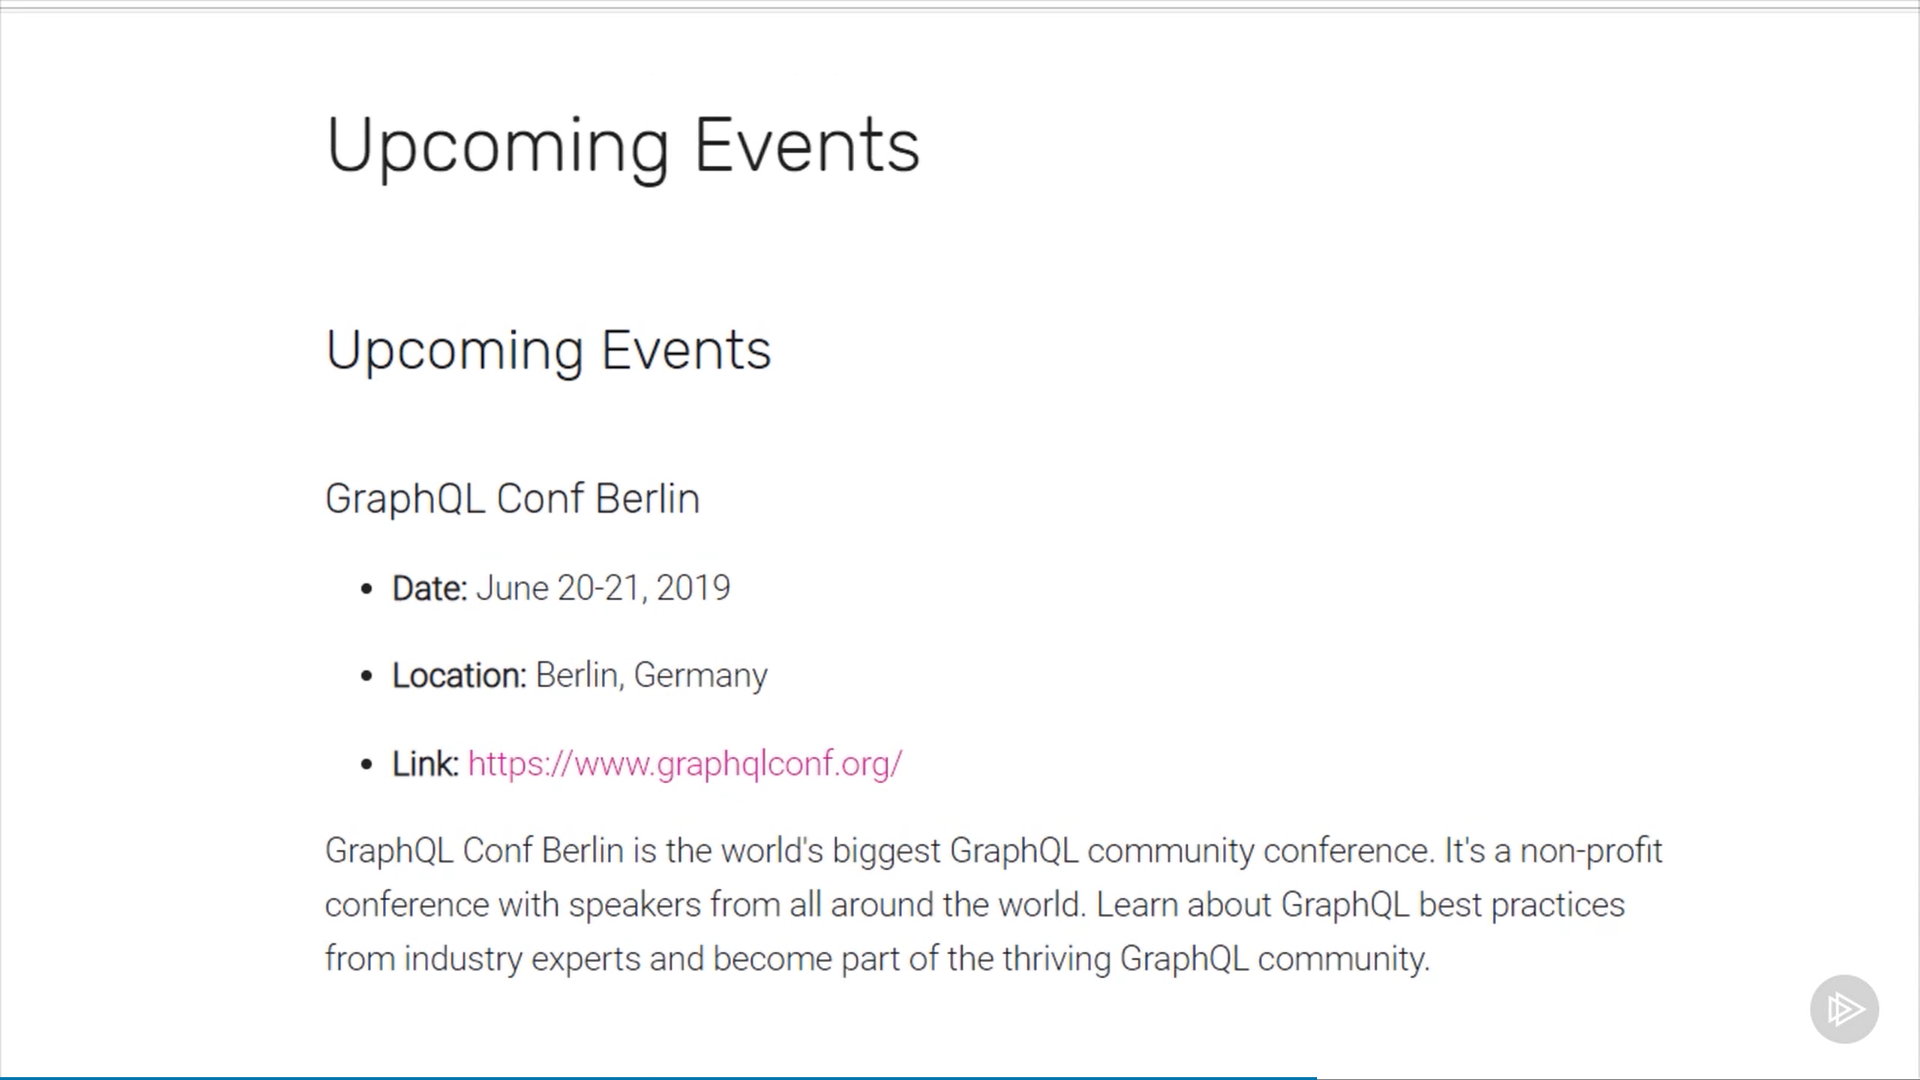 Upcoming Events
Upcoming Events
GraphQL Conf Berlin
• Date: June 20-21, 2019
• Location: Berlin, Germany
• Link: https://www.graphqlconf.org/
GraphQL Conf Berlin is the world's biggest GraphQL community conference. It's a non-profit
conference with speakers from all around the world. Learn about GraphQL best practices
from industry experts and become part of the thriving GraphQL community.